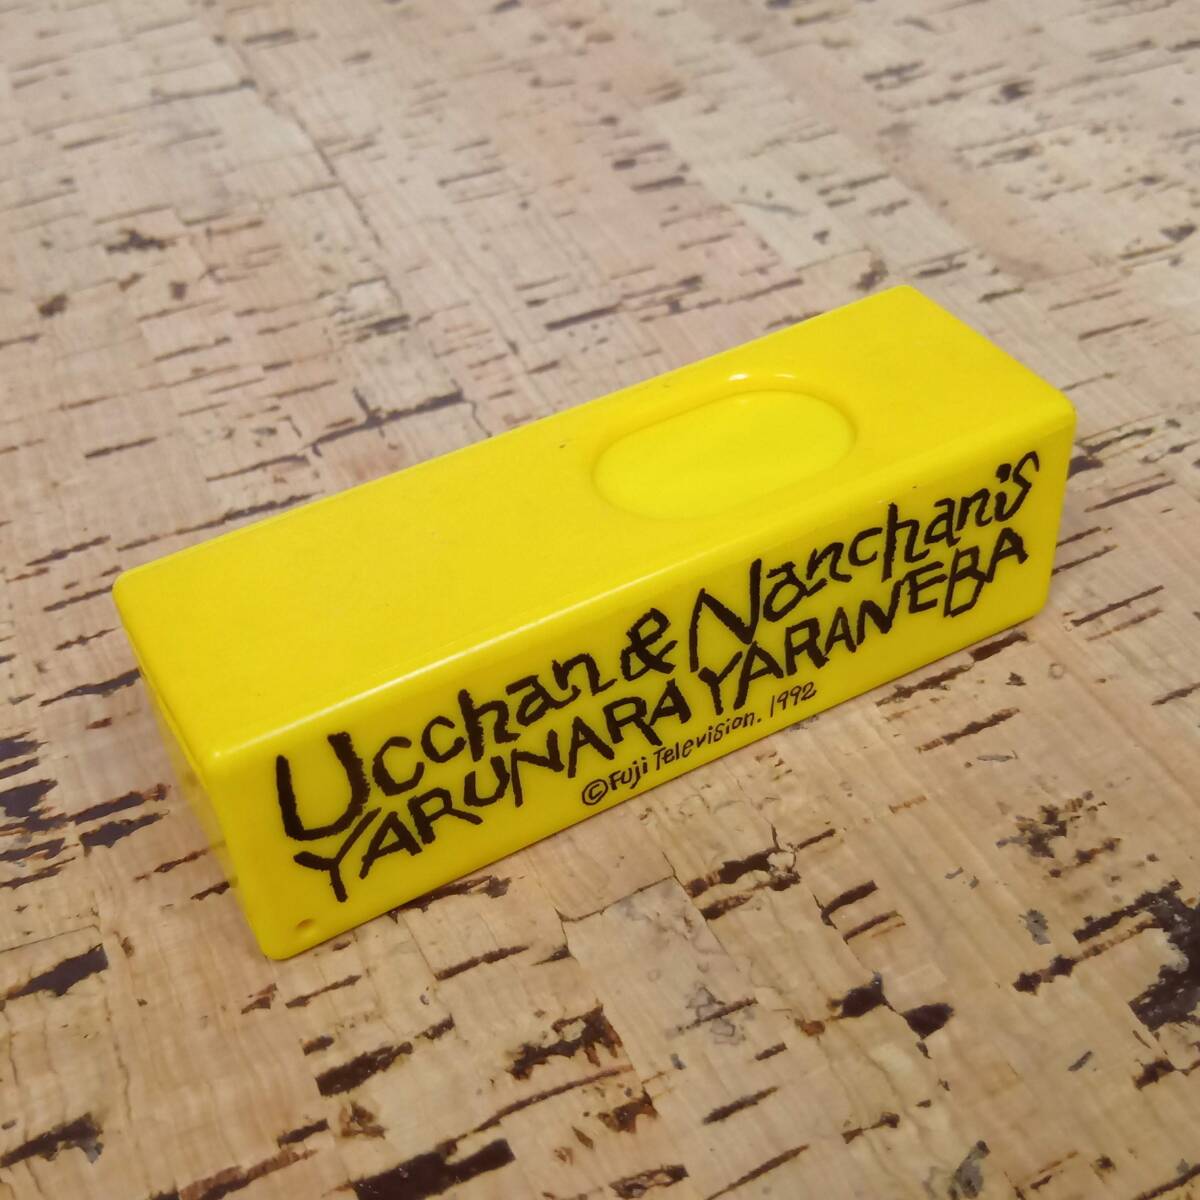 Ucchan & Nanchan's
YARUNARA YARANEBA
©Fuji Television. 1992